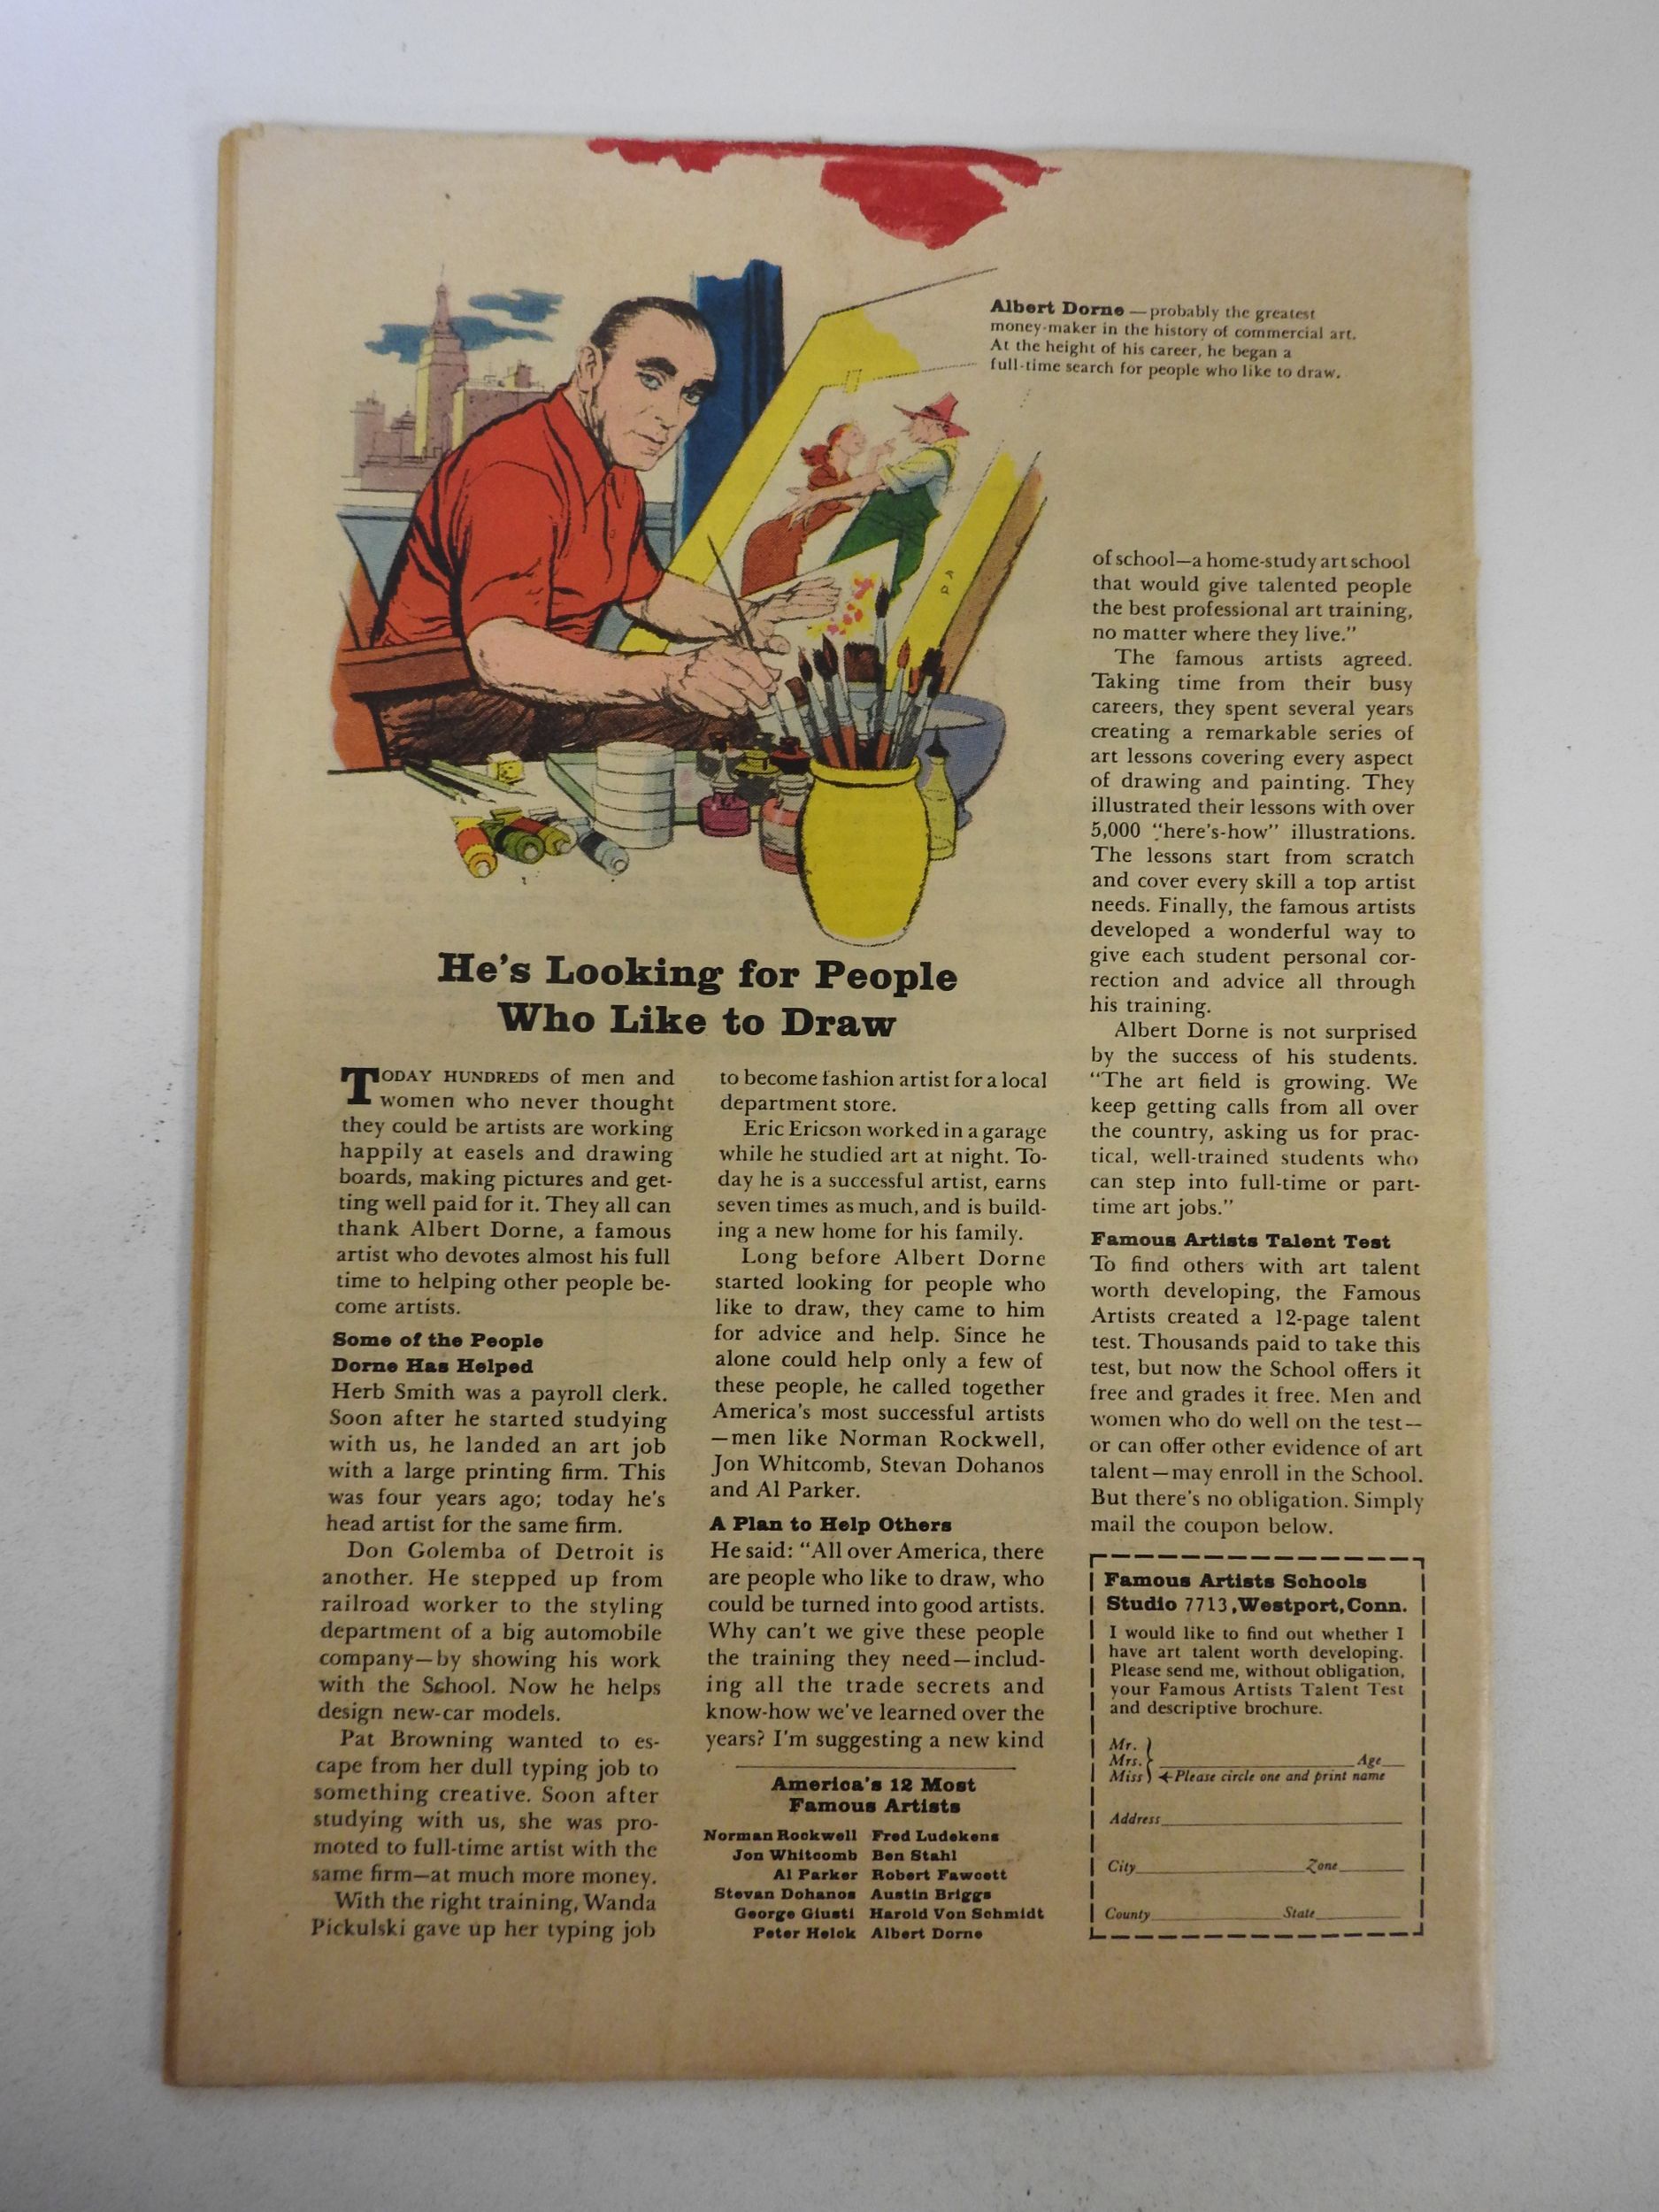 Albert Dorne — probably the greatest
money-maker in the history of commercial art.
At the height of his career, he began a
full-time search for people who like to draw.
He's Looking for People
Who Like to Draw
TODAY HUNDREDS of men and
women who never thought
they could be artists are working
happily at easels and drawing
boards, making pictures and get-
ting well paid for it. They all can
thank Albert Dorne, a famous
artist who devotes almost his full
time to helping other people be-
come artists.
Some of the People
Dorne Has Helped
Herb Smith was a payroll clerk.
Soon after he started studying
with us, he landed an art job
with a large printing firm. This
was four years ago; today he's
head artist for the same firm.
Don Golemba of Detroit is
another. He stepped up from
railroad worker to the styling
department of a big automobile
company—by showing his work
with the School. Now he helps
design new-car models.
Pat Browning wanted to es-
cape from her dull typing job to
something creative. Soon after
studying with us, she was pro-
moted to full-time artist with the
same firm—at much more money.
With the right training, Wanda
Pickulski gave up her typing job
to become fashion artist for a local
department store.
Eric Ericson worked in a garage
while he studied art at night. To-
day he is a successful artist, earns
seven times as much, and is build-
ing a new home for his family.
Long before Albert Dorne
started looking for people who
like to draw, they came to him
for advice and help. Since he
alone could help only a few of
these people, he called together
America's most successful artists
—men like Norman Rockwell,
Jon Whitcomb, Stevan Dohanos
and Al Parker.
A Plan to Help Others
He said: “All over America, there
are people who like to draw, who
could be turned into good artists.
Why can't we give these people
the training they need—includ-
ing all the trade secrets and
know-how we've learned over the
years? I'm suggesting a new kind
America's 12 Most
Famous Artists
Norman Rockwell Fred Ludekens
Jon Whitcomb Ben Stahl
Al Parker Robert Fawcett
Stevan Dohanos Austin Briggs
George Giusti Harold Von Schmidt
Peter Helck Albert Dorne
of school—a home-study art school
that would give talented people
the best professional art training,
no matter where they live.”
The famous artists agreed.
Taking time from their busy
careers, they spent several years
creating a remarkable series of
art lessons covering every aspect
of drawing and painting. They
illustrated their lessons with over
5,000 “here's-how” illustrations.
The lessons start from scratch
and cover every skill a top artist
needs. Finally, the famous artists
developed a wonderful way to
give each student personal cor-
rection and advice all through
his training.
Albert Dorne is not surprised
by the success of his students.
“The art field is growing. We
keep getting calls from all over
the country, asking us for prac-
tical, well-trained students who
can step into full-time or part-
time art jobs.”
Famous Artists Talent Test
To find others with art talent
worth developing, the Famous
Artists created a 12-page talent
test. Thousands paid to take this
test, but now the School offers it
free and grades it free. Men and
women who do well on the test—
or can offer other evidence of art
talent—may enroll in the School.
But there's no obligation. Simply
mail the coupon below.
Famous Artists Schools
Studio 7713, Westport, Conn.
I would like to find out whether I
have art talent worth developing.
Please send me, without obligation,
your Famous Artists Talent Test
and descriptive brochure.
Mr.
Mrs. Age
Miss ←Please circle one and print name
Address
City Zone
County State